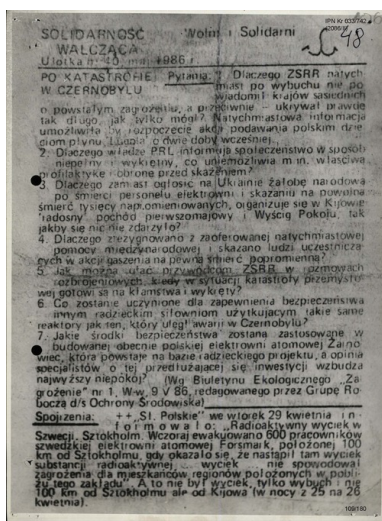 IPN Kr 033/742
SOLIDARNOŚĆ Wolni i Solidarni
WALCZĄCA 48
Ulotka nr 40 maj 1986 r
PO KATASTROFIE Pytania: 1. Dlaczego ZSRR natych
W CZERNOBYLU miast po wybuchu nie po
wiadomił krajów sąsiednich
o powstałym zagrożeniu, a przeciwnie - ukrywał prawdę
tak długo, jak tylko mógł? Natychmiastowa informacja
umożliwiła by rozpoczęcie akcji podawania polskim dzie
ciom płynu Lugola o dwie doby wcześniej.
2. Dlaczego władze PRL informują społeczeństwo w sposób
niepełny i wykrętny, co uniemożliwia m.in. właściwą
profilaktykę i obronę przed skażeniem?
3. Dlaczego zamiast ogłosić na Ukrainie żałobę narodową
po śmierci personelu elektrowni i skazaniu na powolną
śmierć tysięcy napromieniowanych, organizuje się w Kijowie
"radosny" pochód pierwszomajowy i Wyścig Pokoju, tak
jakby się nic nie zdarzyło?
4. Dlaczego zrezygnowano z zaoferowanej natychmiastowej
pomocy międzynarodowej i skazano ludzi uczestniczą
cych w akcji gaszenia na pewną śmierć popromienną?
5. Jak można ufać przywódcom ZSRR w rozmowach
rozbrojeniowych, kiedy w sytuacji katastrofy przemysło
wej gotowi są na kłamstwa i wykręty?
6. Co zostanie uczynione dla zapewnienia bezpieczeństwa
innym radzieckim siłowniom użytkującym takie same
reaktory jak ten, który uległ awarii w Czernobylu?
7. Jakie środki bezpieczeństwa zostaną zastosowane w
budowanej obecnie polskiej elektrowni atomowej Żarno
wiec, która powstaje na bazie radzieckiego projektu, a opinia
specjalistów o tej przedłużającej się inwestycji wzbudza
najwyższy niepokój? (Wg Biuletynu Ekologicznego "Za
grożenie" nr 1, W-w, 9 V 86, redagowanego przez Grupę Ro
boczą d/s Ochrony Środowiska)
Spojrzenia: ++ „Sł. Polskie" we wtorek 29 kwietnia in
formowało: „Radioaktywny wyciek w
Szwecji. Sztokholm. Wczoraj ewakuowano 600 pracowników
szwedzkiej elektrowni atomowej Forsmark, położonej 100
km od Sztokholmu, gdy okazało się, że nastąpił tam wyciek
substancji radioaktywnej ... wyciek nie spowodował
zagrożenia dla mieszkańców regionów położonych w pobli
żu tego zakładu". A to nie był wyciek, tylko wybuch i nie
100 km od Sztokholmu ale od Kijowa (w nocy z 25 na 26
kwietnia).
109/180